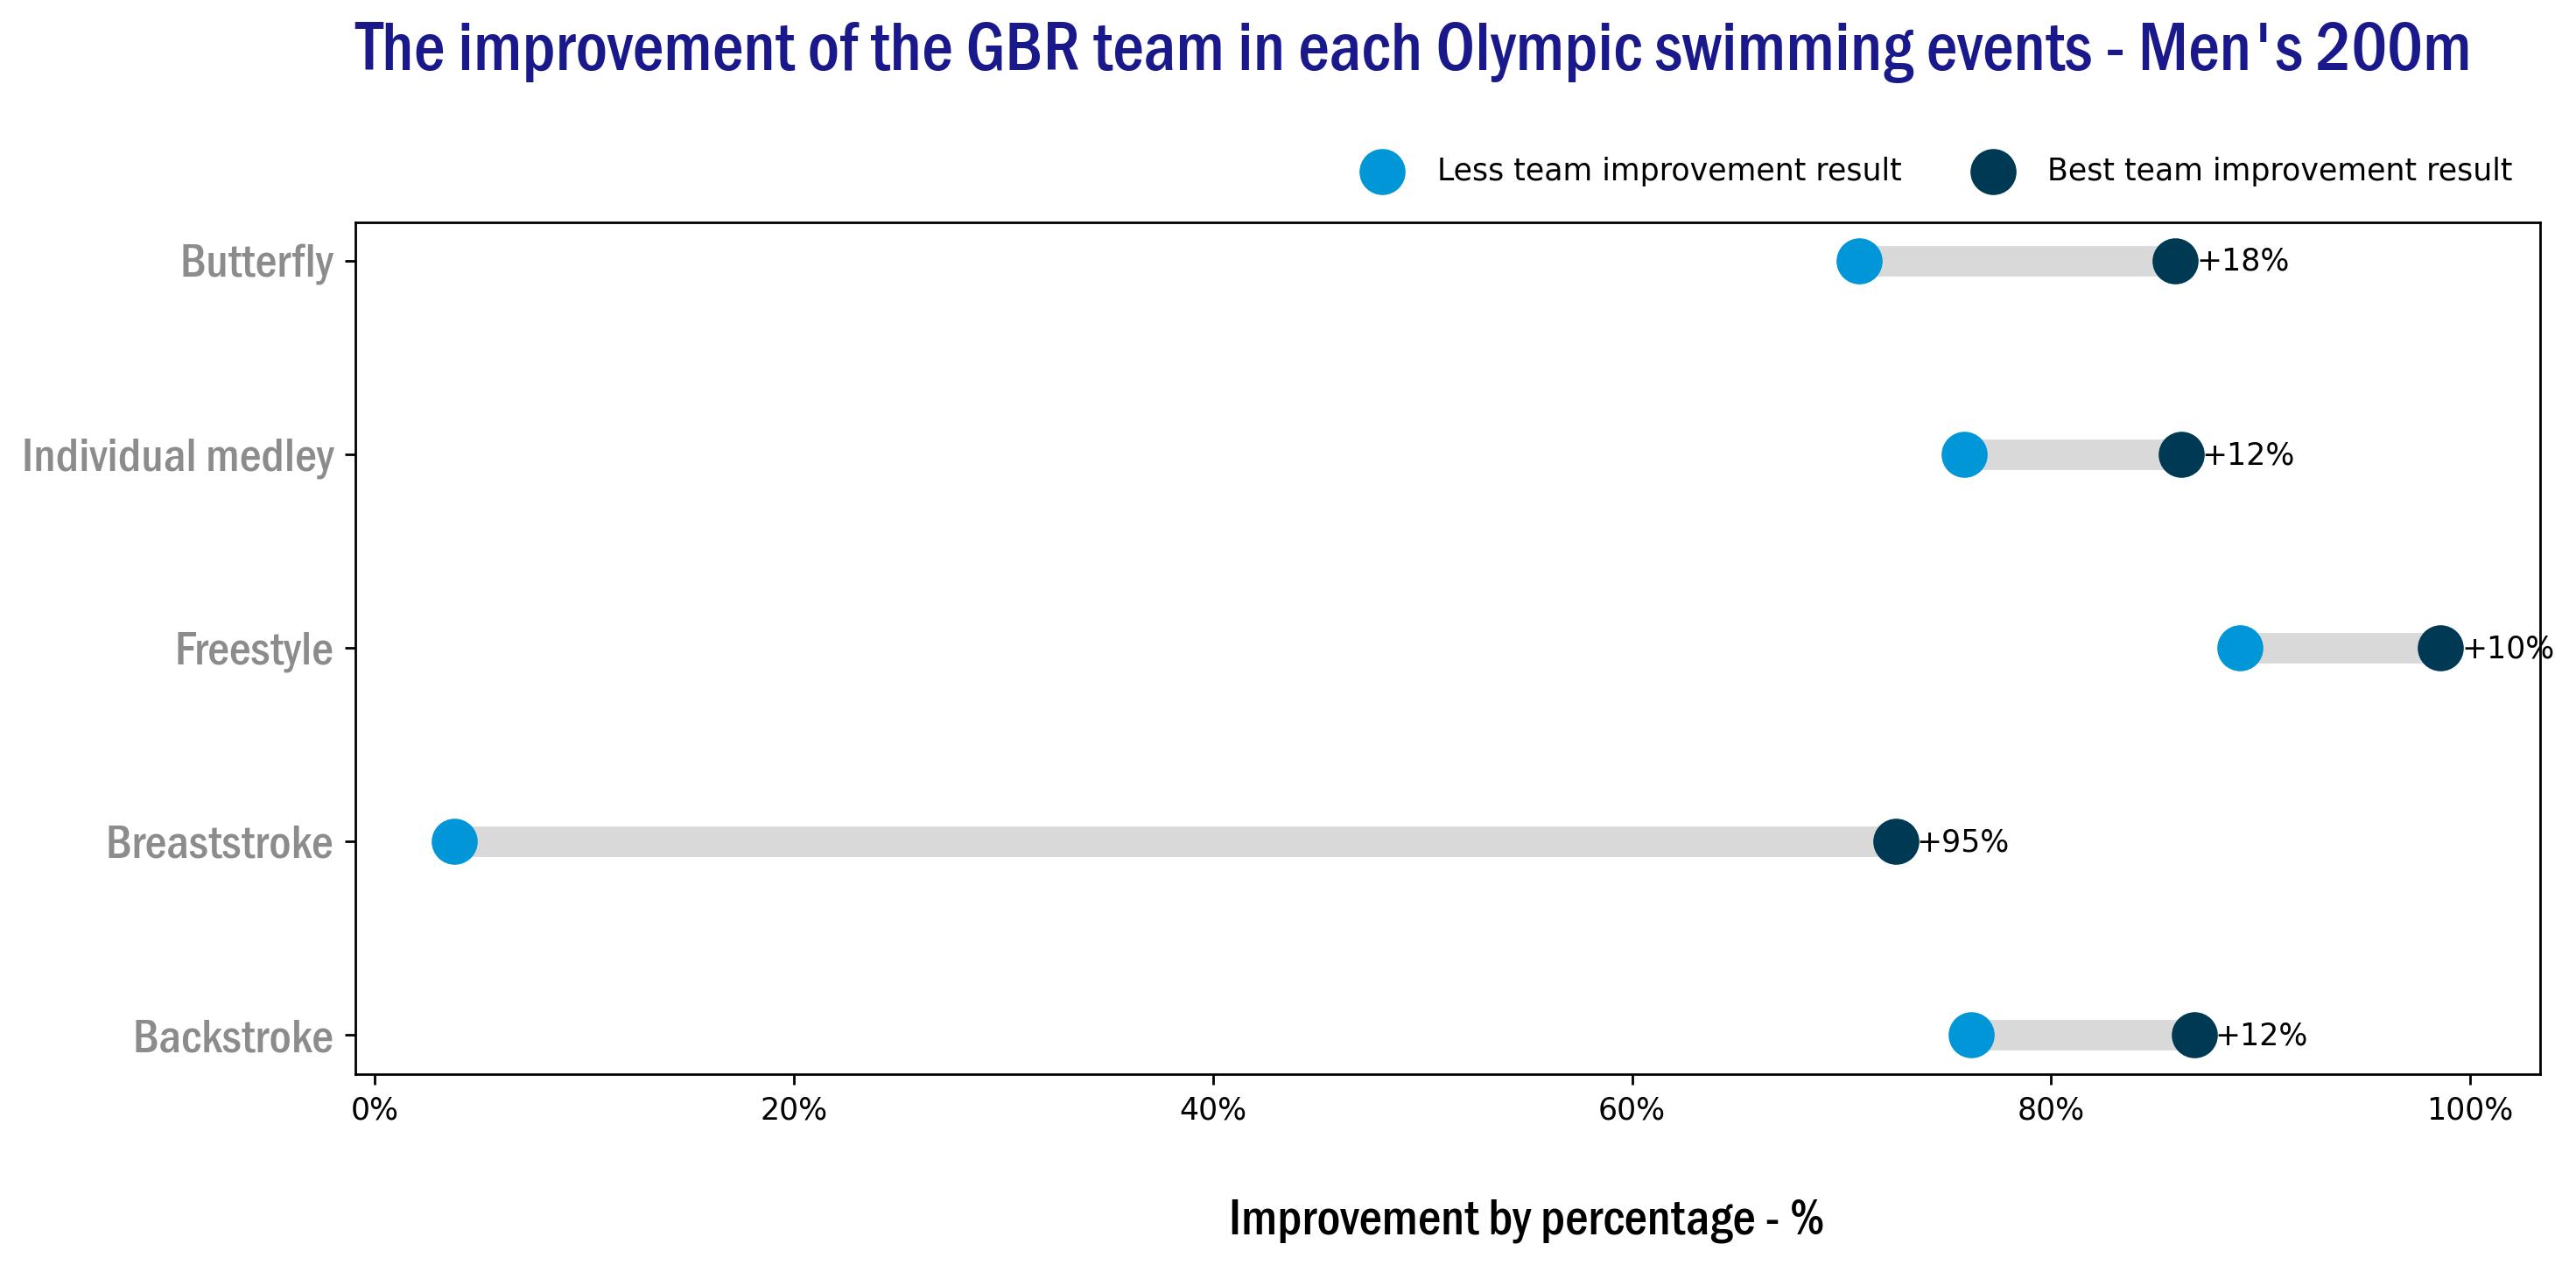 The improvement of the GBR team in each Olympic swimming events - Men's 200m
Less team improvement result
Best team improvement result
Butterfly
+18%
Individual medley
+12%
Freestyle
+10%
Breaststroke
+95%
Backstroke
+12%
0%
20%
40%
60%
80%
100%
Improvement by percentage - %